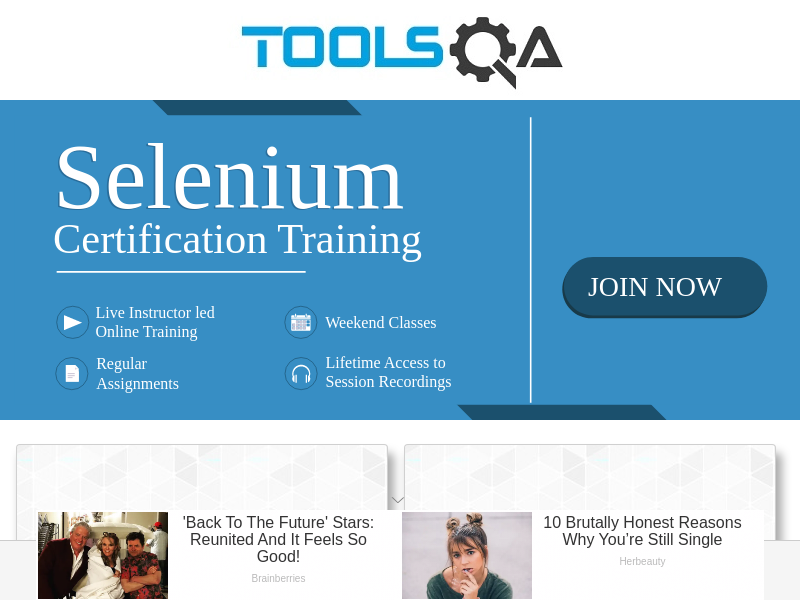 TOOLSQA
Selenium
Certification Training
JOIN NOW
Live Instructor led
Online Training
Weekend Classes
Regular
Assignments
Lifetime Access to
Session Recordings
'Back To The Future' Stars:
Reunited And It Feels So
Good!
Brainberries
10 Brutally Honest Reasons
Why You’re Still Single
Herbeauty